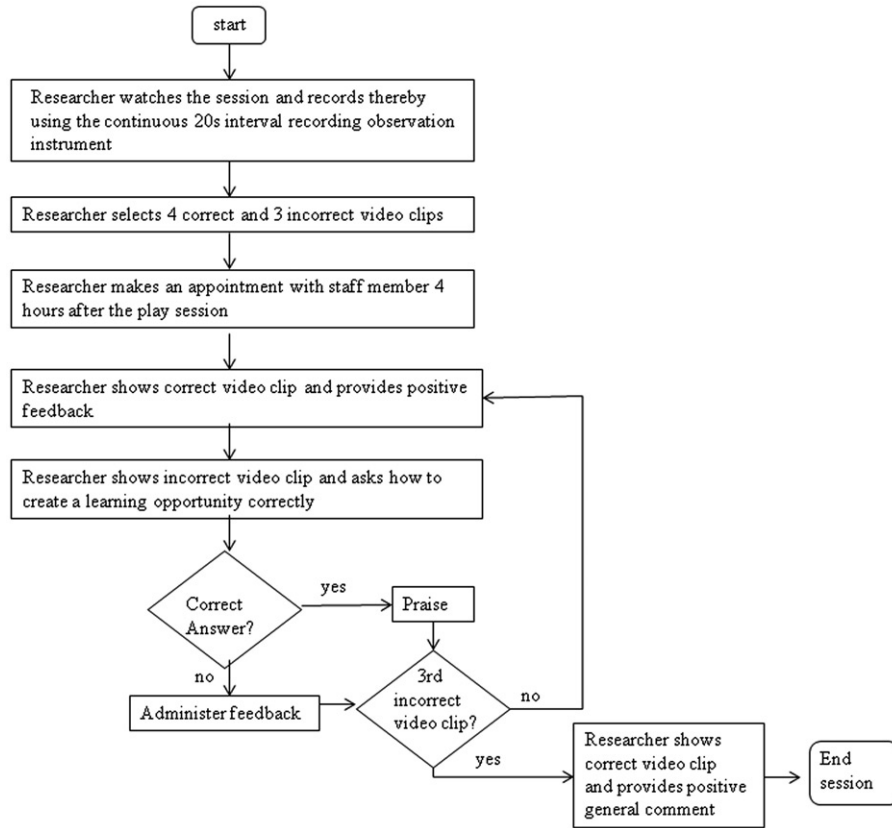 start
Researcher watches the session and records thereby
using the continuous 20s interval recording observation
instrument
Researcher selects 4 correct and 3 incorrect video clips
Researcher makes an appointment with staff member 4
hours after the play session
Researcher shows correct video clip and provides positive
feedback
Researcher shows incorrect video clip and asks how to
create a learning opportunity correctly
yes
Correct
Answer?
Praise
no
3rd
incorrect
video clip?
no
Administer feedback
yes
Researcher shows
correct video clip
and provides positive
general comment
End
session